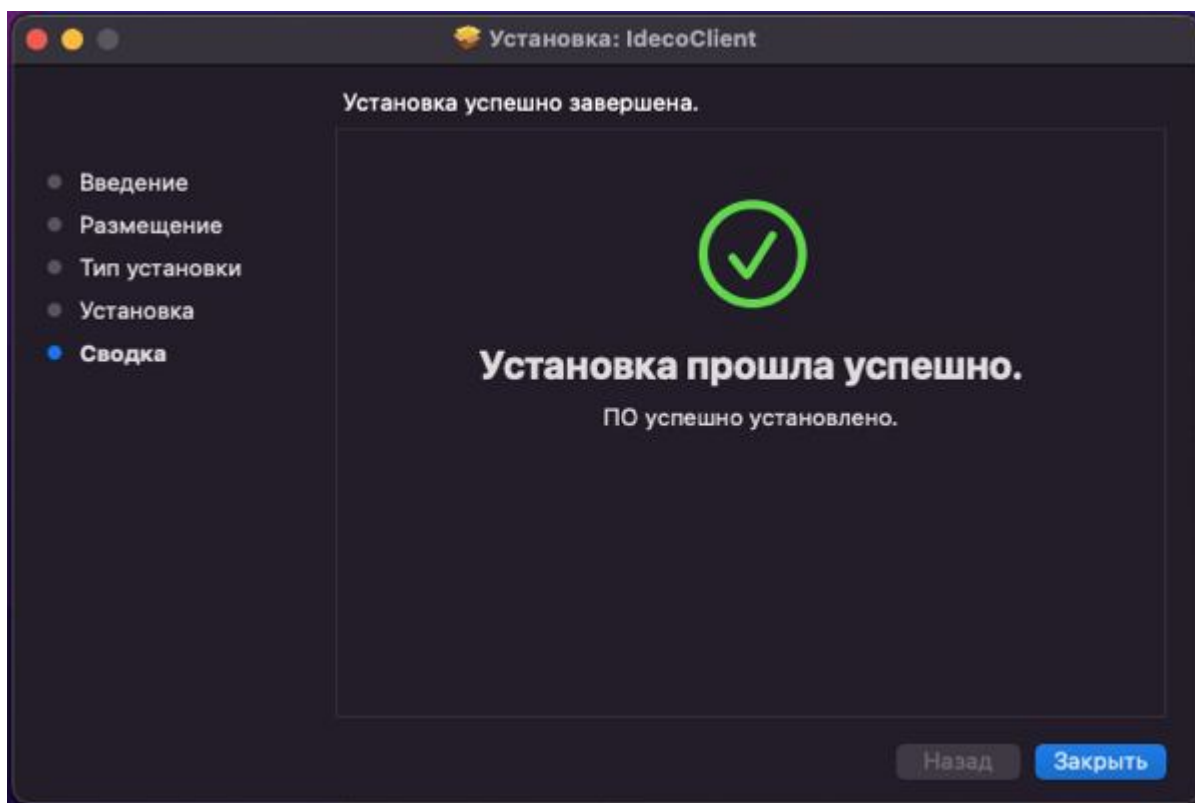 Установка: IdecoClient
Установка успешно завершена.
Введение
Размещение
Тип установки
Установка
Сводка
Установка прошла успешно.
ПО успешно установлено.
Назад
Закрыть